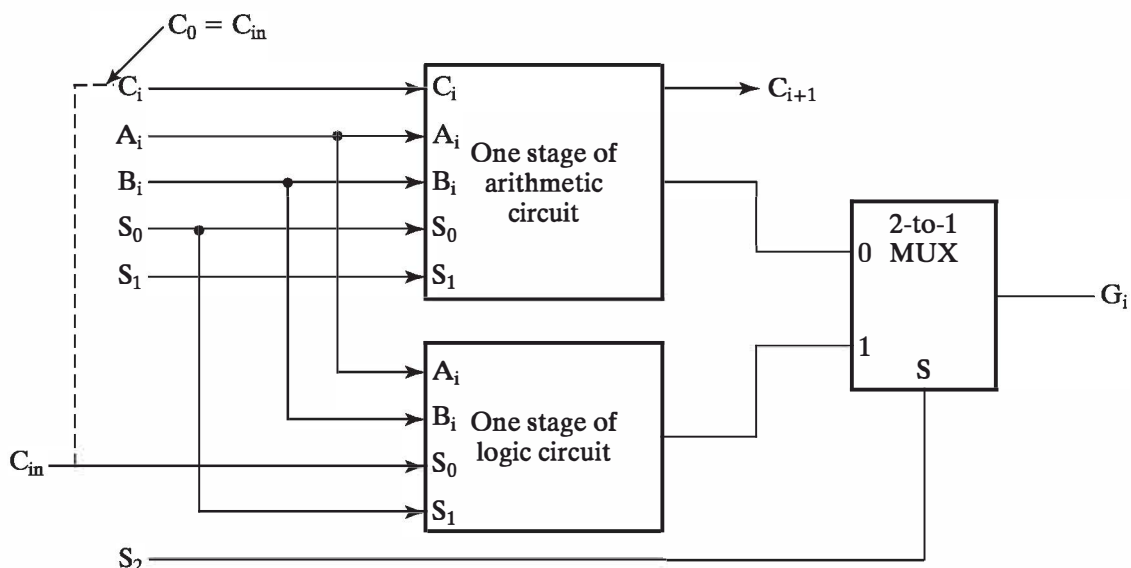 C₀ = Cᵢₙ
Cᵢ
Aᵢ
Bᵢ
S₀
S₁
Cᵢ
Aᵢ
Bᵢ
S₀
S₁
One stage of
arithmetic
circuit
Cᵢ₊₁
Aᵢ
Bᵢ
S₀
S₁
One stage of
logic circuit
Cᵢₙ
S₂
2-to-1
0 MUX
1
S
Gᵢ